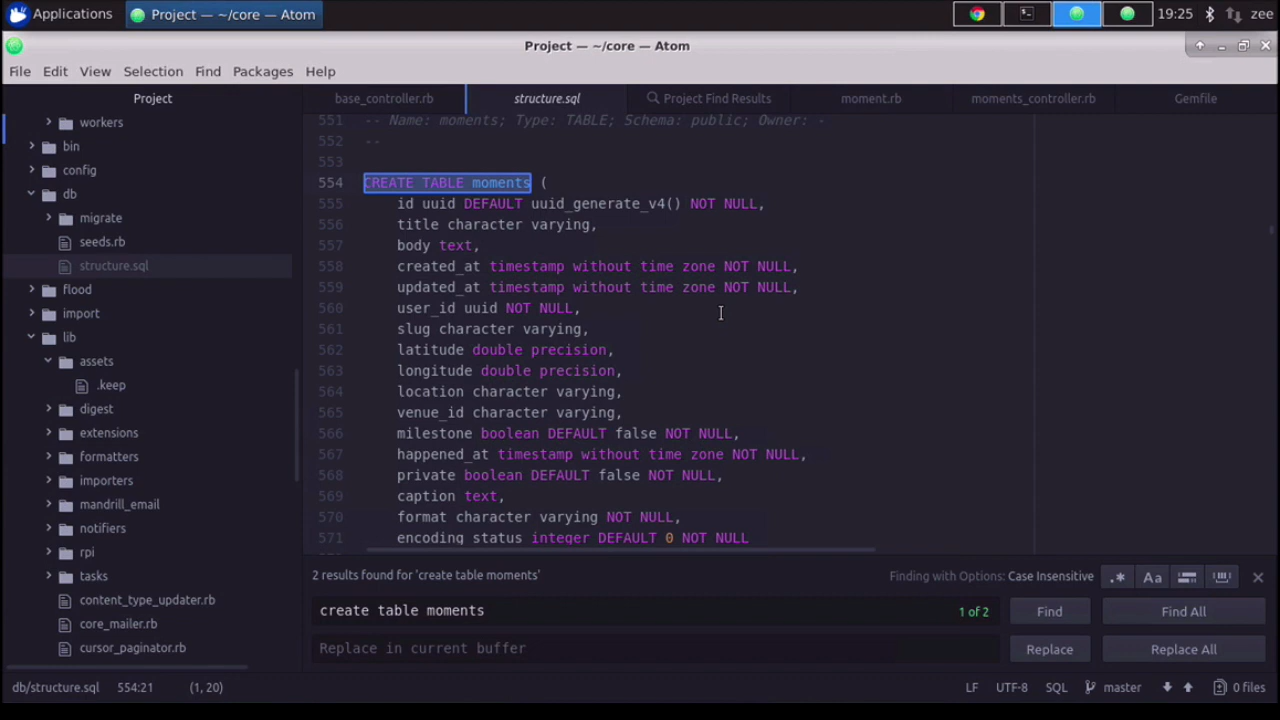 Applications
Project — ~/core — Atom
19:25
zee
Project — ~/core — Atom
File Edit View Selection Find Packages Help
Project
base_controller.rb
structure.sql
Project Find Results
moment.rb
moments_controller.rb
Gemfile
workers
bin
config
db
migrate
seeds.rb
structure.sql
flood
import
lib
assets
.keep
digest
extensions
formatters
importers
mandrill_email
notifiers
rpi
tasks
content_type_updater.rb
core_mailer.rb
cursor_paginator.rb
551 -- Name: moments; Type: TABLE; Schema: public; Owner: -
552 --
553
554 CREATE TABLE moments (
555 id uuid DEFAULT uuid_generate_v4() NOT NULL,
556 title character varying,
557 body text,
558 created_at timestamp without time zone NOT NULL,
559 updated_at timestamp without time zone NOT NULL,
560 user_id uuid NOT NULL,
561 slug character varying,
562 latitude double precision,
563 longitude double precision,
564 location character varying,
565 venue_id character varying,
566 milestone boolean DEFAULT false NOT NULL,
567 happened_at timestamp without time zone NOT NULL,
568 private boolean DEFAULT false NOT NULL,
569 caption text,
570 format character varying NOT NULL,
571 encoding_status integer DEFAULT 0 NOT NULL
2 results found for 'create table moments'
Finding with Options: Case Insensitive
.*
Aa
create table moments
1 of 2
Find
Find All
Replace in current buffer
Replace
Replace All
db/structure.sql 554:21 (1, 20)
LF UTF-8 SQL master 0 files